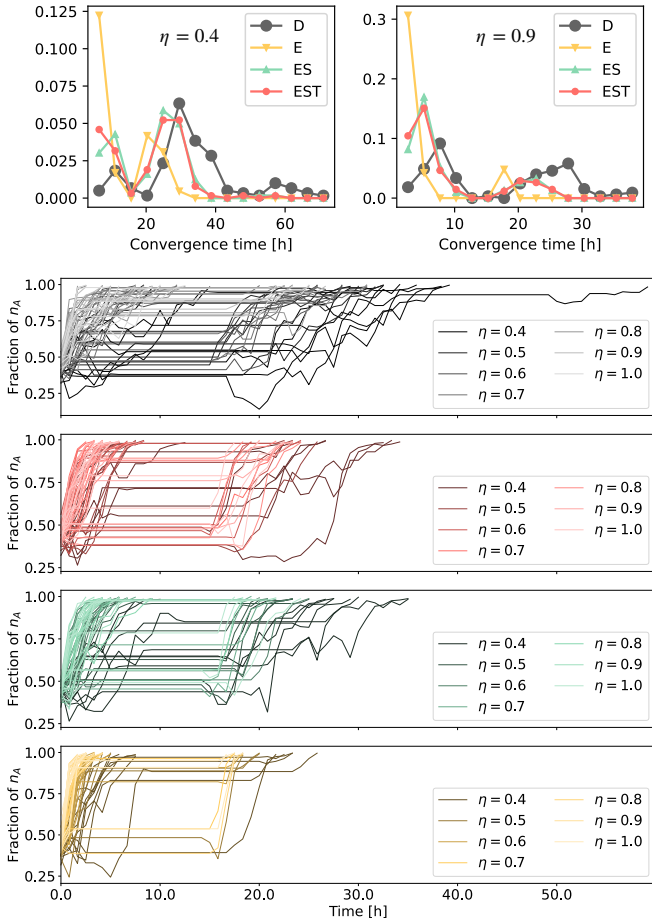 0.125
0.100
0.075
0.050
0.025
0.000
η = 0.4
D
E
ES
EST
20
40
60
Convergence time [h]
0.3
0.2
0.1
0.0
η = 0.9
D
E
ES
EST
10
20
30
Convergence time [h]
Fraction of n_A
1.00
0.75
0.50
0.25
η = 0.4
η = 0.5
η = 0.6
η = 0.7
η = 0.8
η = 0.9
η = 1.0
Fraction of n_A
1.00
0.75
0.50
0.25
η = 0.4
η = 0.5
η = 0.6
η = 0.7
η = 0.8
η = 0.9
η = 1.0
Fraction of n_A
1.00
0.75
0.50
0.25
η = 0.4
η = 0.5
η = 0.6
η = 0.7
η = 0.8
η = 0.9
η = 1.0
Fraction of n_A
1.00
0.75
0.50
0.25
η = 0.4
η = 0.5
η = 0.6
η = 0.7
η = 0.8
η = 0.9
η = 1.0
0.0
10.0
20.0
30.0
40.0
50.0
Time [h]